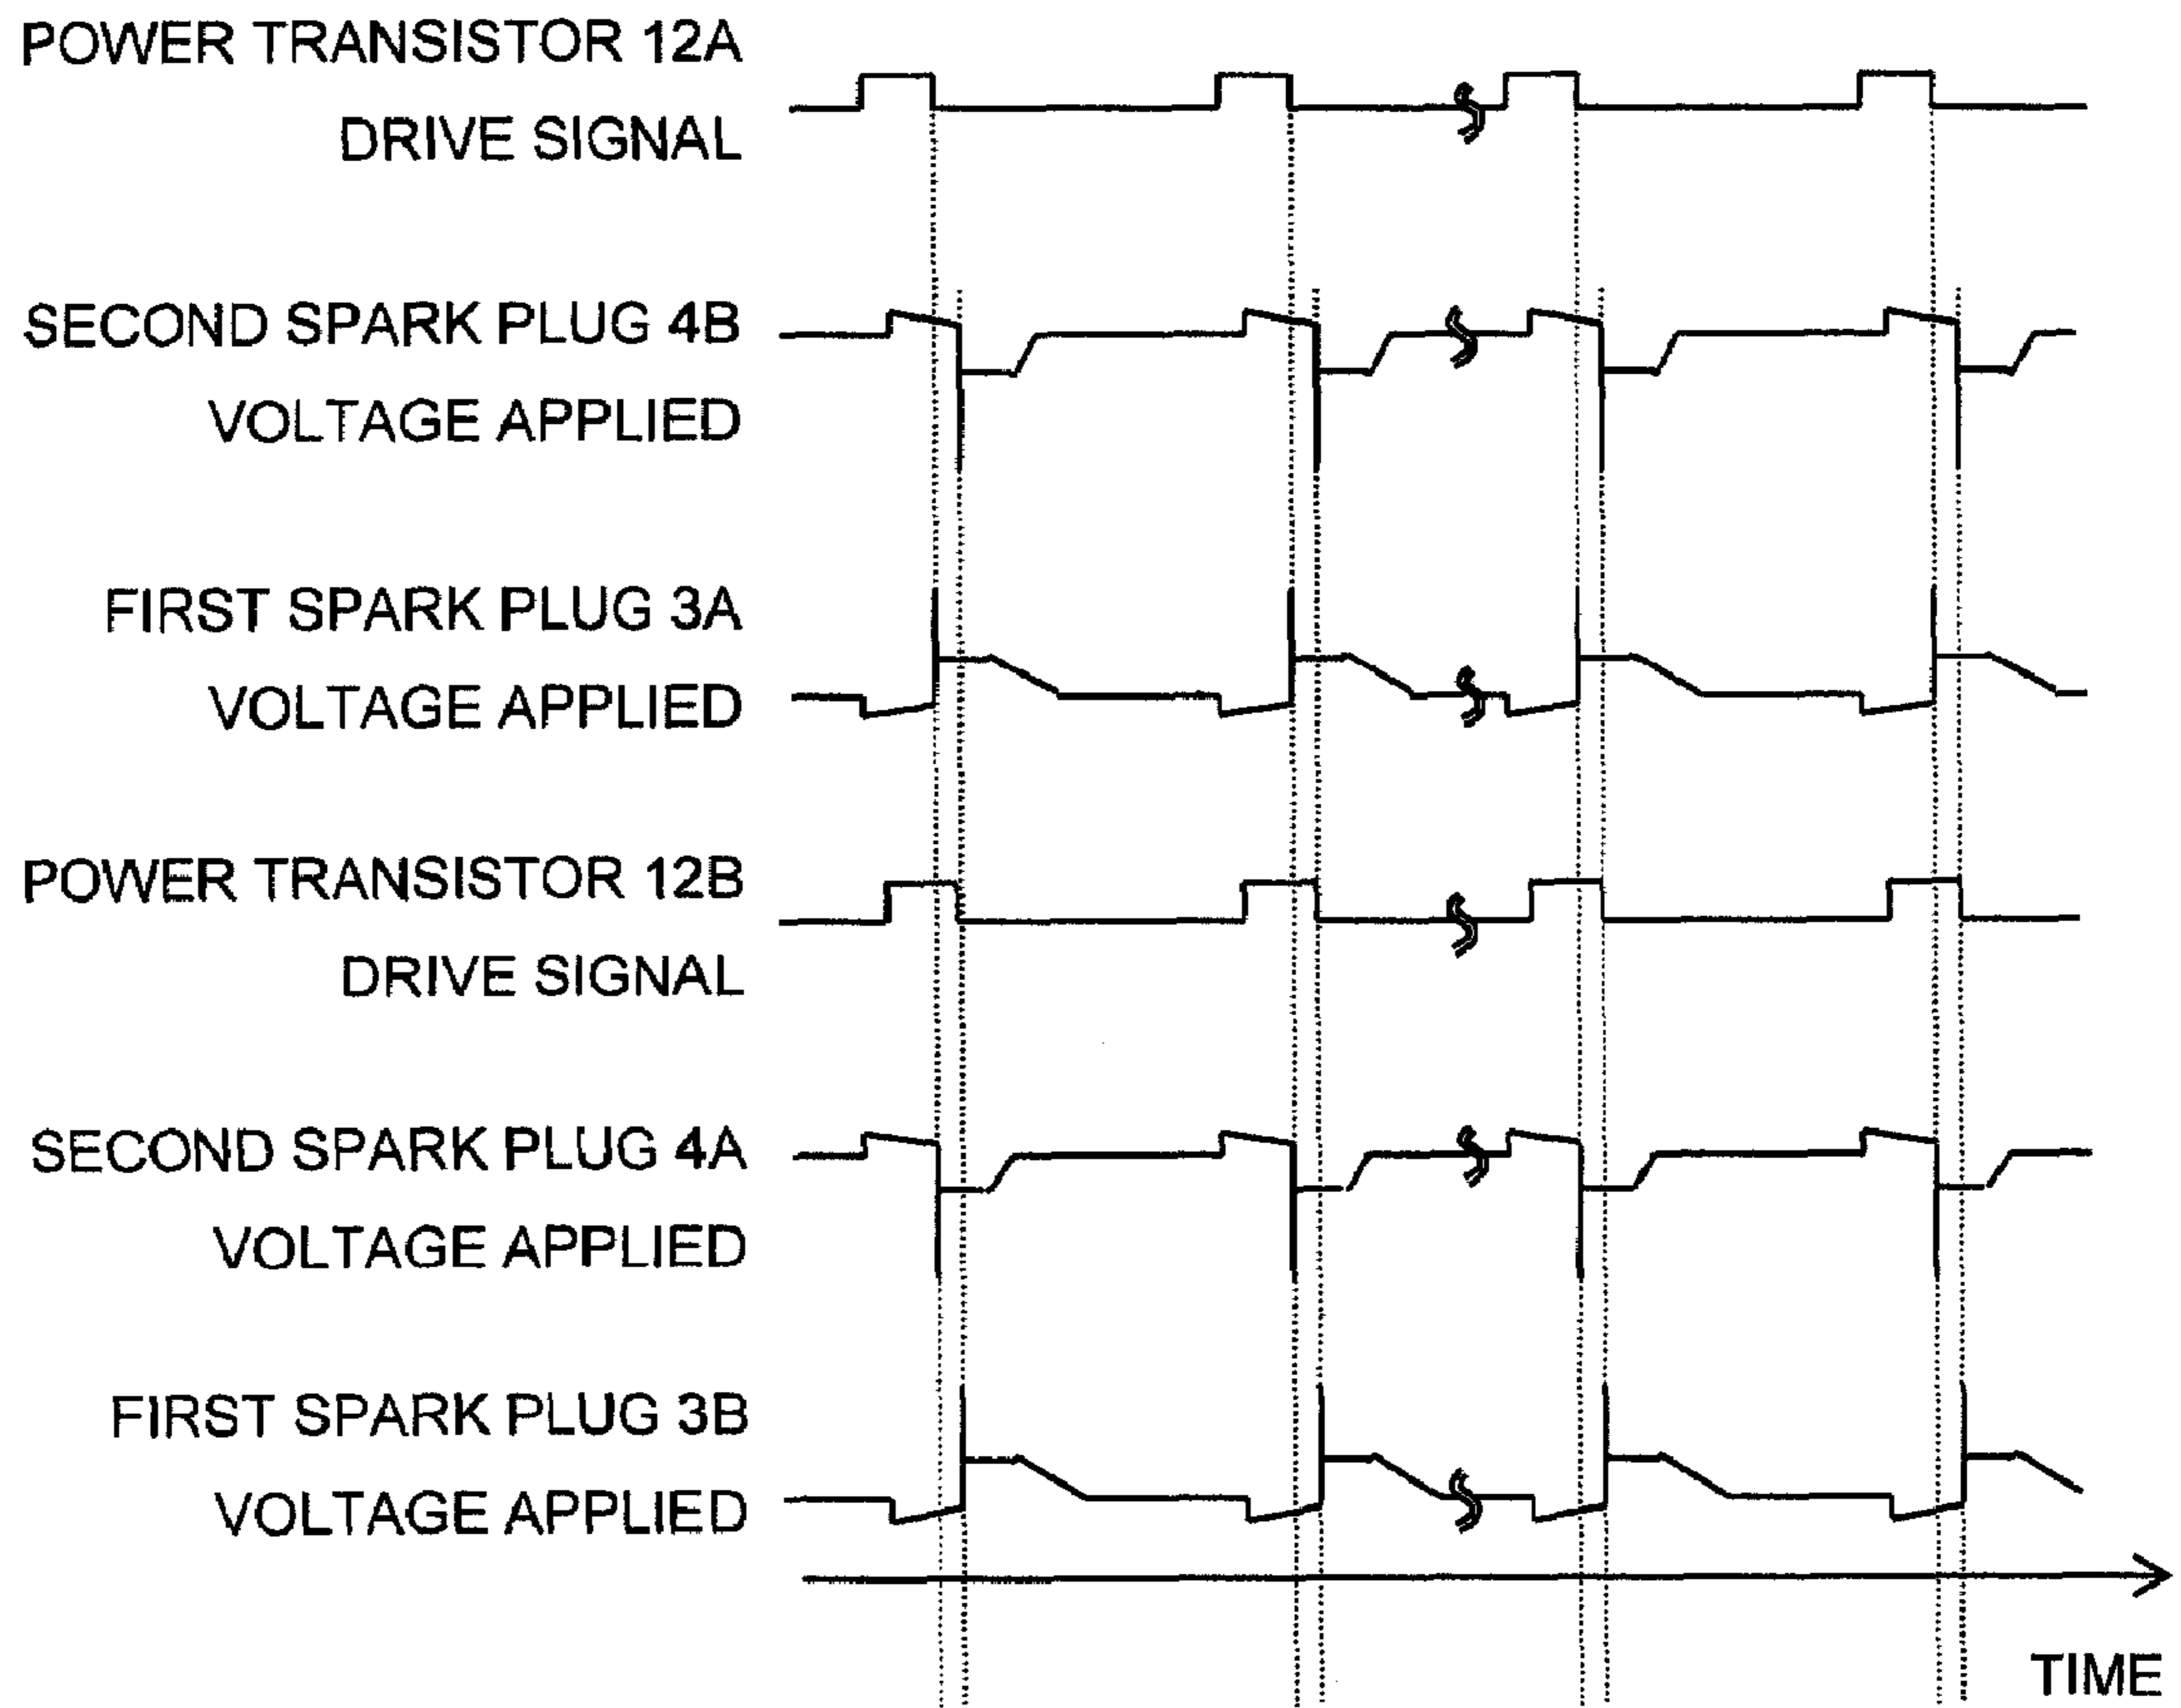 POWER TRANSISTOR 12A
DRIVE SIGNAL
SECOND SPARK PLUG 4B
VOLTAGE APPLIED
FIRST SPARK PLUG 3A
VOLTAGE APPLIED
POWER TRANSISTOR 12B
DRIVE SIGNAL
SECOND SPARK PLUG 4A
VOLTAGE APPLIED
FIRST SPARK PLUG 3B
VOLTAGE APPLIED
TIME